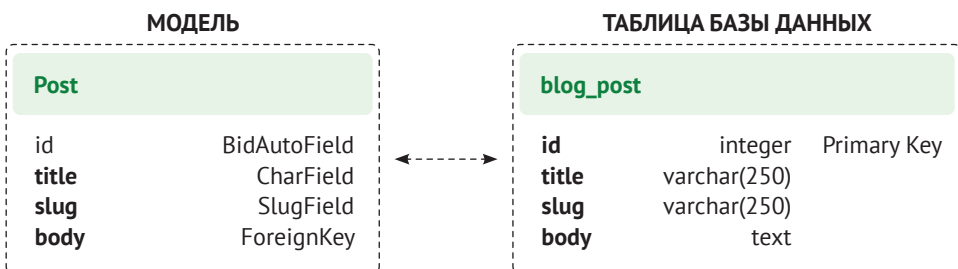 МОДЕЛЬ
Post
id BidAutoField
title CharField
slug SlugField
body ForeignKey
ТАБЛИЦА БАЗЫ ДАННЫХ
blog_post
id integer Primary Key
title varchar(250)
slug varchar(250)
body text